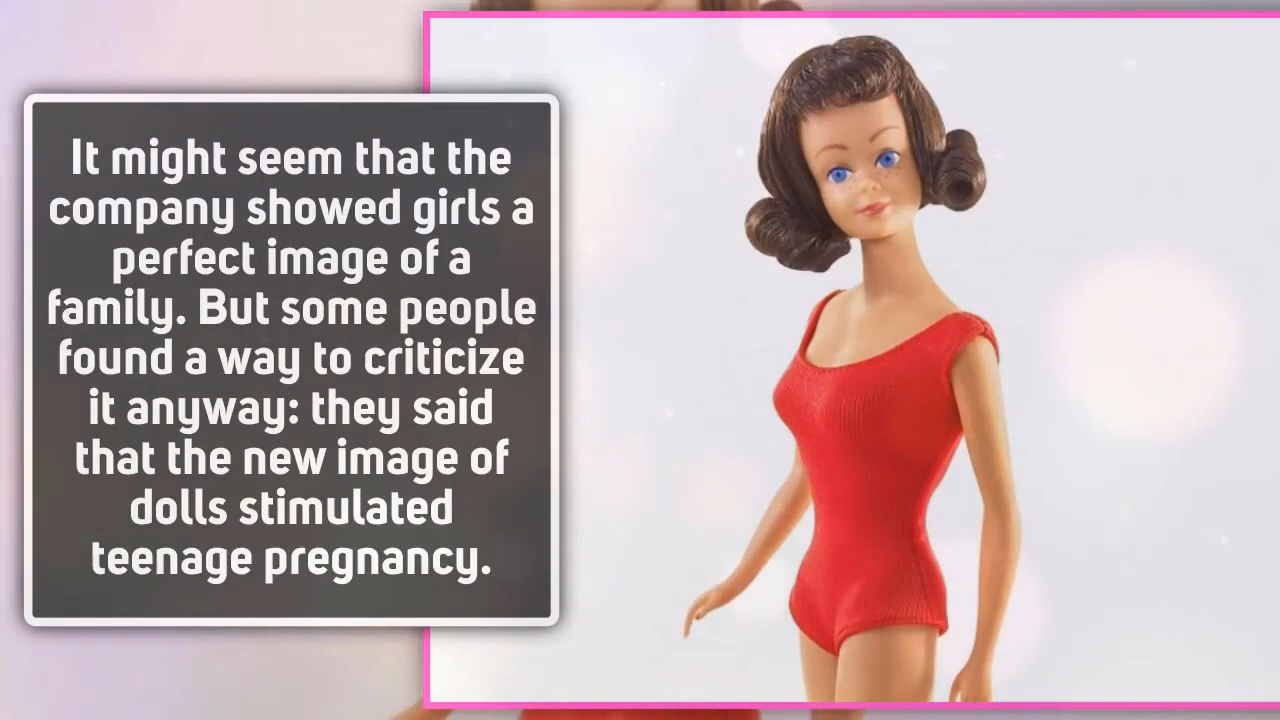 It might seem that the
company showed girls a
perfect image of a
family. But some people
found a way to criticize
it anyway: they said
that the new image of
dolls stimulated
teenage pregnancy.